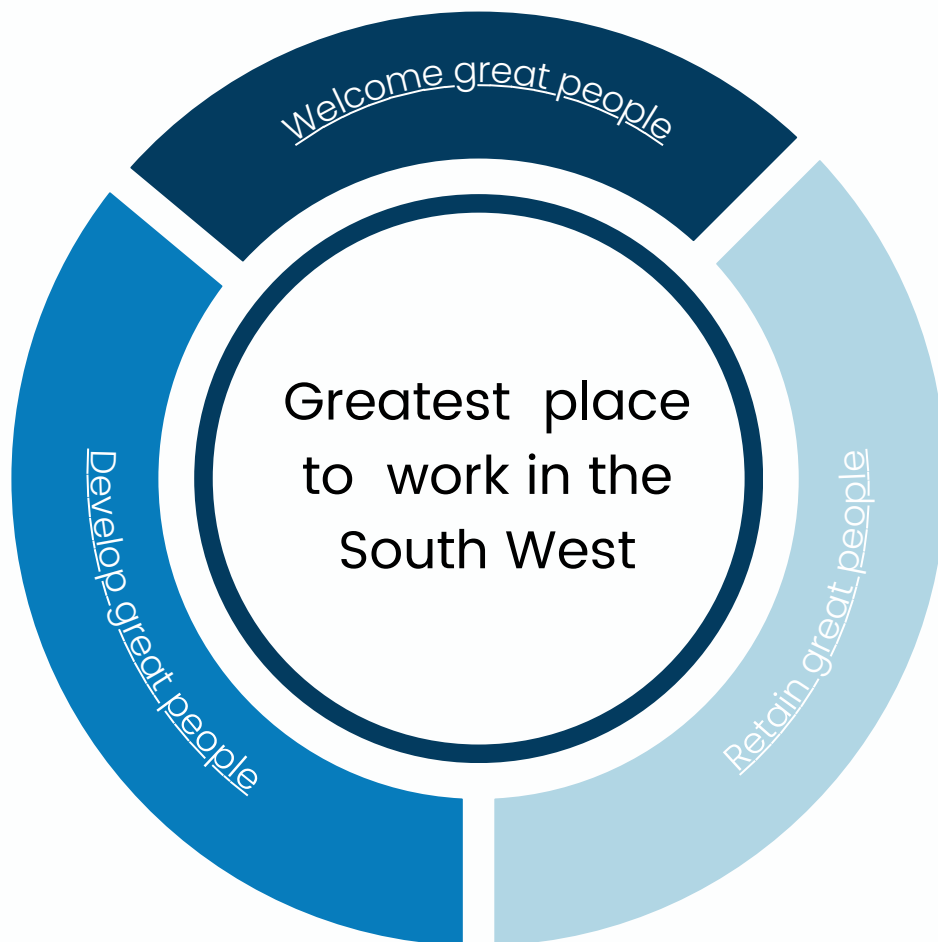 Welcome great people
Greatest place
to work in the
South West
Develop great people
Retain great people